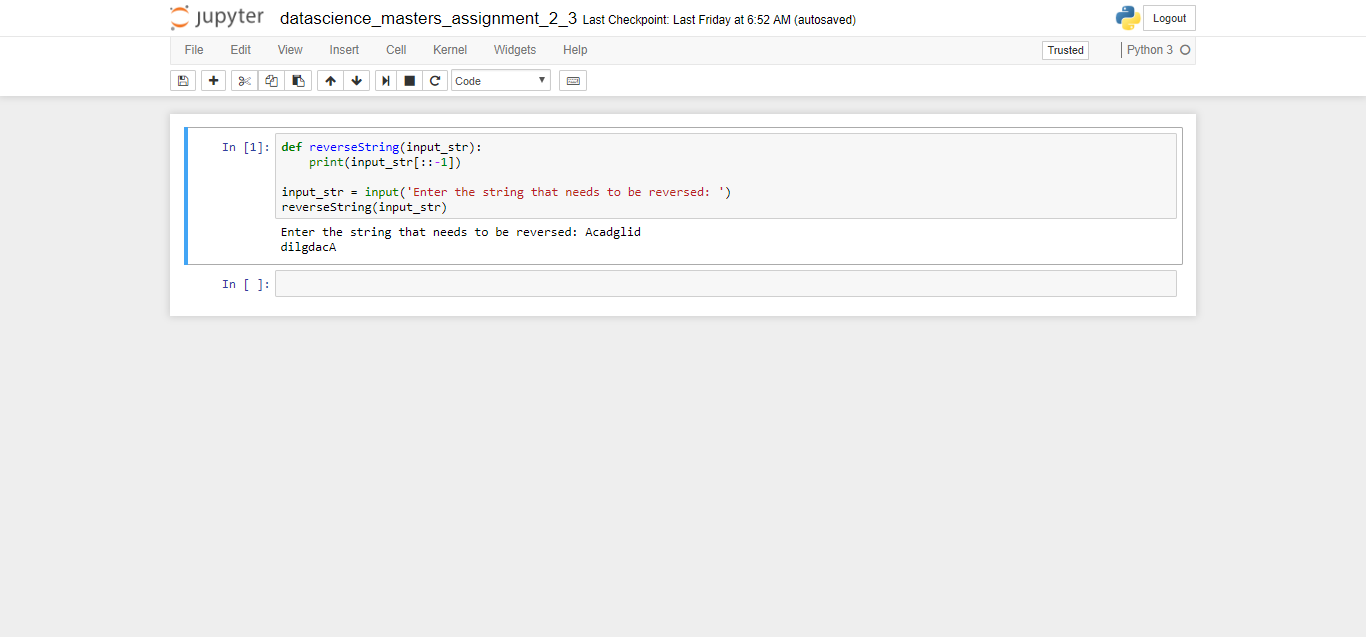 jupyter datascience_masters_assignment_2_3 Last Checkpoint: Last Friday at 6:52 AM (autosaved) Logout
File Edit View Insert Cell Kernel Widgets Help Trusted Python 3
Code
In [1]: def reverseString(input_str):
    print(input_str[::-1])
input_str = input('Enter the string that needs to be reversed: ')
reverseString(input_str)
Enter the string that needs to be reversed: Acadglid
dilgdacA
In [ ]: